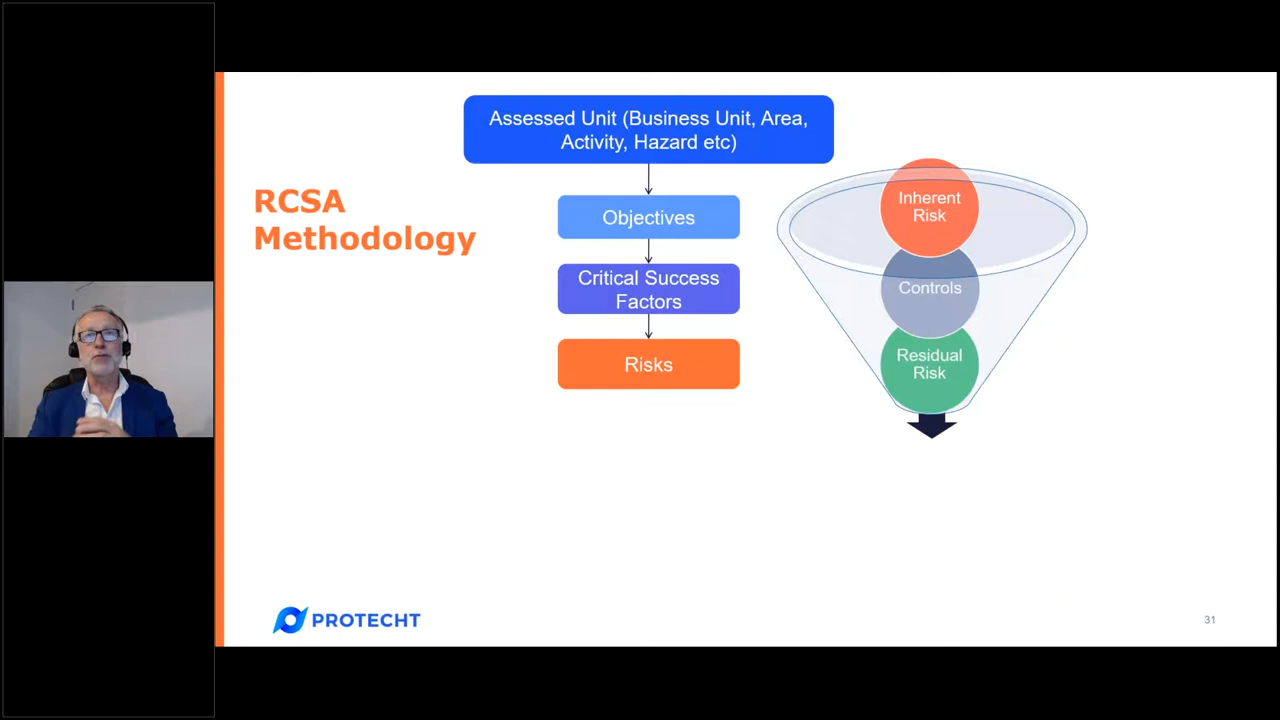 Assessed Unit (Business Unit, Area,
Activity, Hazard etc)
RCSA
Methodology
Objectives
Critical Success
Factors
Risks
Inherent
Risk
Controls
Residual
Risk
PROTECHT
31